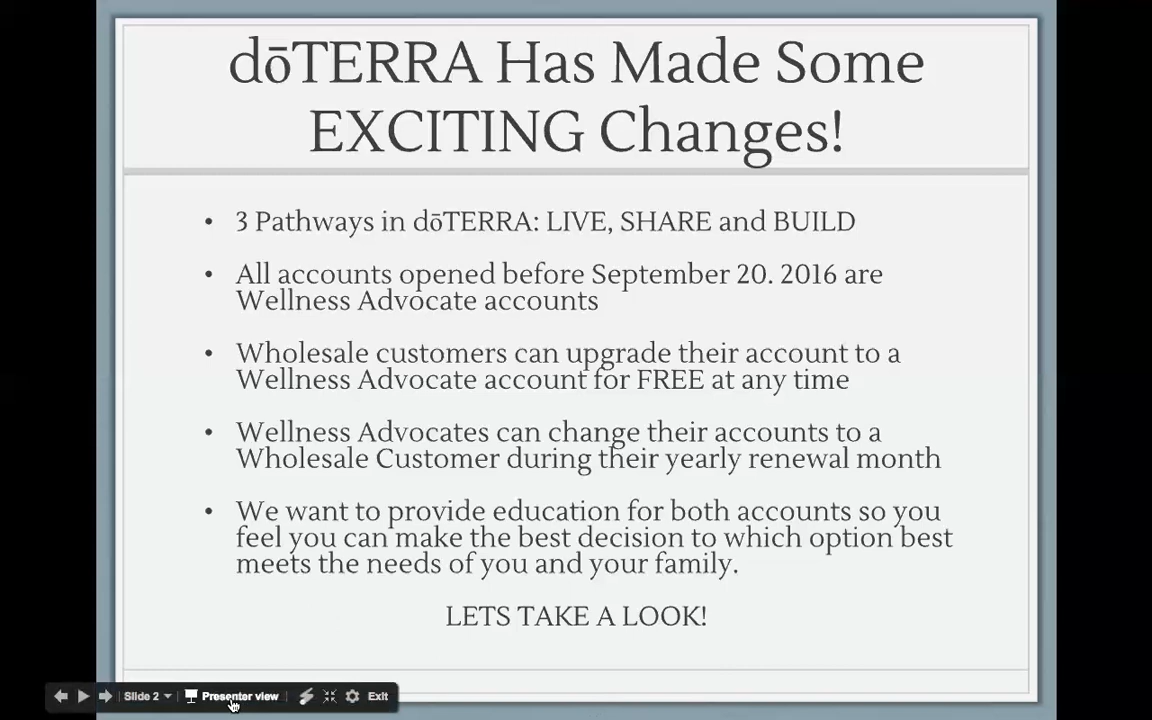 dōTERRA Has Made Some
EXCITING Changes!
• 3 Pathways in dōTERRA: LIVE, SHARE and BUILD
• All accounts opened before September 20. 2016 are
Wellness Advocate accounts
• Wholesale customers can upgrade their account to a
Wellness Advocate account for FREE at any time
• Wellness Advocates can change their accounts to a
Wholesale Customer during their yearly renewal month
• We want to provide education for both accounts so you
feel you can make the best decision to which option best
meets the needs of you and your family.
LETS TAKE A LOOK!
Slide 2 Presenter view Exit